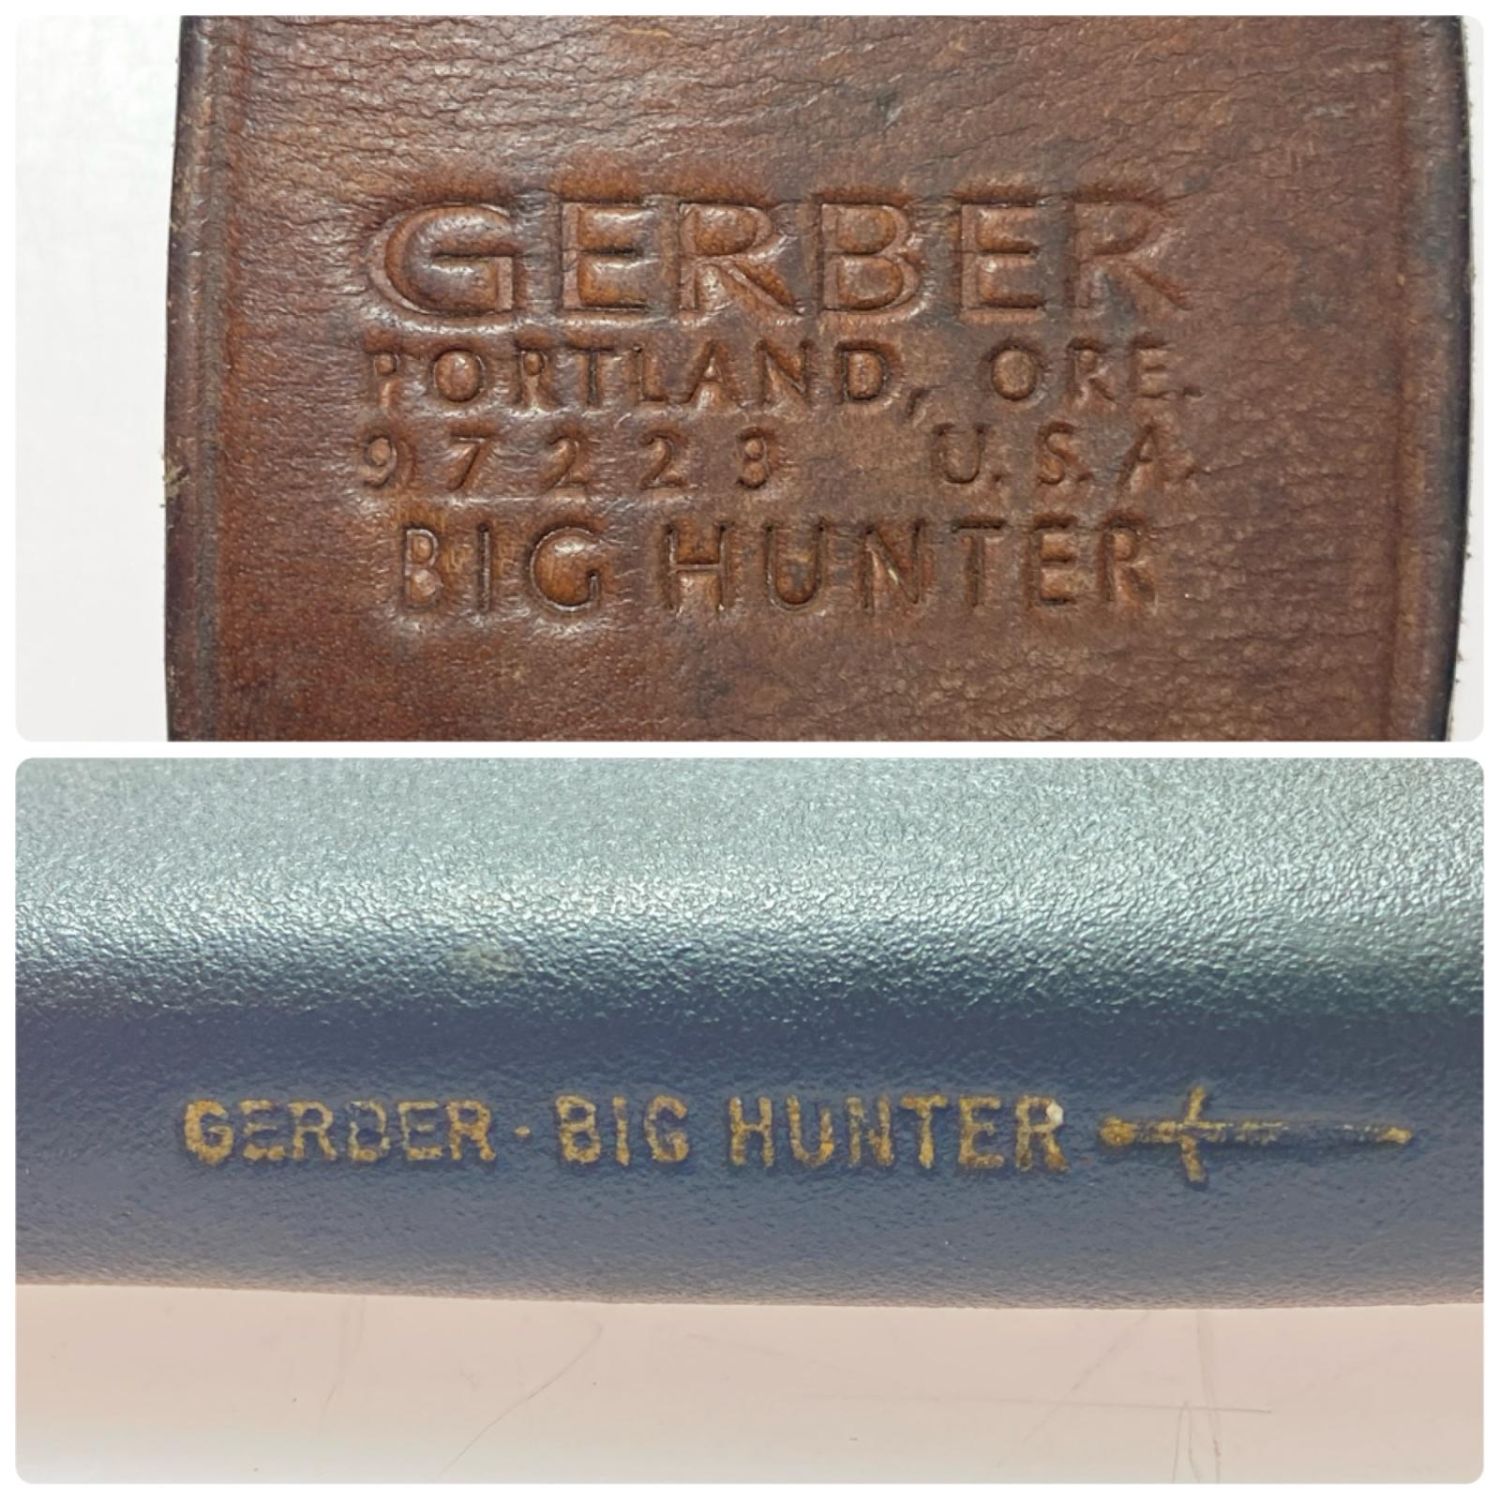 GERBER
PORTLAND, ORE.
97223 U.S.A.
BIG HUNTER
GERBER · BIG HUNTER